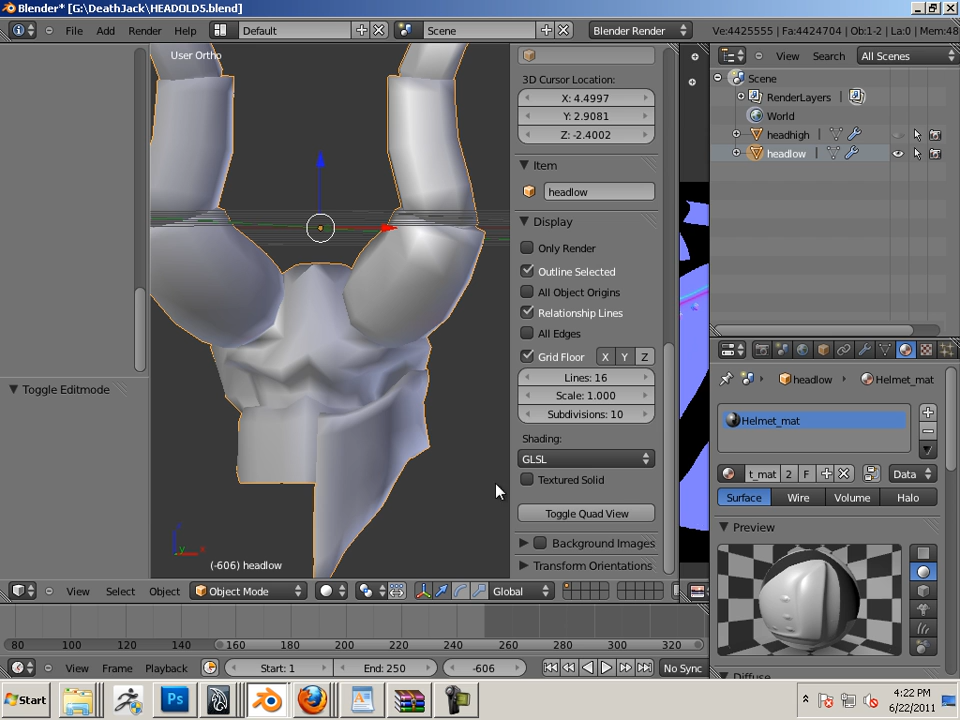 Blender* [G:\DeathJack\HEADOLD5.blend]
File Add Render Help Default Scene Blender Render Ve:4425555 | Fa:4424704 | Ob:1-2 | La:0 | Mem:48
User Ortho
View Search All Scenes
3D Cursor Location:
X: 4.4997
Y: 2.9081
Z: -2.4002
Item
headlow
Display
Only Render
Outline Selected
All Object Origins
Relationship Lines
All Edges
Grid Floor X Y Z
Lines: 16
Scale: 1.000
Subdivisions: 10
Shading:
GLSL
Textured Solid
Toggle Quad View
Background Images
Transform Orientations
Scene
RenderLayers
World
headhigh
headlow
Toggle Editmode
headlow Helmet_mat
Helmet_mat
t_mat 2 F Data
Surface Wire Volume Halo
Preview
Diffuse
z
y x
(-606) headlow
View Select Object Object Mode Global
80 100 120 140 160 180 200 220 240 260 280 300 320
View Frame Playback Start: 1 End: 250 -606 No Sync
Start Ps 4:22 PM
6/22/2011